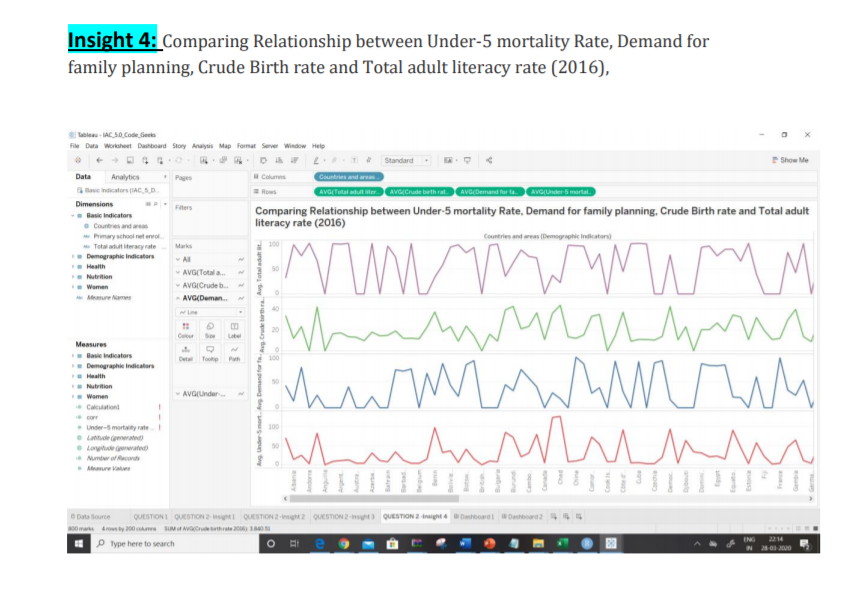 Insight 4: Comparing Relationship between Under-5 mortality Rate, Demand for
family planning, Crude Birth rate and Total adult literacy rate (2016),
Tableau - IAC_5.0_Code_Geeks
File Data Worksheet Dashboard Story Analysis Map Format Server Window Help
Standard
Show Me
Data Analytics
Pages
Columns
Countries and areas
Rows
AVG(Total adult liter.. AVG(Crude birth rat.. AVG(Demand for fa.. AVG(Under-5 mortal..
Basic Indicators (IAC_5_D..
Dimensions
Basic Indicators
Countries and areas
Primary school net enrol..
Total adult literacy rate
Demographic Indicators
Health
Nutrition
Women
Measure Names
Filters
Marks
All
AVG(Total a...
AVG(Crude b...
AVG(Deman...
Line
Colour Size Label
Detail Tooltip Path
AVG(Under-...
Measures
Basic Indicators
Demographic Indicators
Health
Nutrition
Women
Calculation1
corr
Under-5 mortality rate...
Latitude (generated)
Longitude (generated)
Number of Records
Measure Values
Comparing Relationship between Under-5 mortality Rate, Demand for family planning, Crude Birth rate and Total adult
literacy rate (2016)
Countries and areas (Demographic Indicators)
Avg. Total adult lit..
100
50
0
Avg. Crude birth ra..
40
20
0
Avg. Demand for fa..
100
50
0
Avg. Under-5 mort..
100
50
0
Albania
Andorra
Anguilla
Argent..
Austria
Bahrain
Barbad..
Belgium
Benin
Bolivia
Bulgaria
Burundi
Canada
Chad
China
Cook Is..
Côte d'..
Cuba
Czechia
Djibouti
Domini..
Egypt
Equato..
Estonia
Fiji
France
Gambia
Data Source QUESTION 1 QUESTION 2- Insight 1 QUESTION 2 -Insight 2 QUESTION 2 -Insight 3 QUESTION 2 -Insight 4 Dashboard 1 Dashboard 2
800 marks 4 rows by 200 columns SUM of AVG(Crude birth rate 2016):
Type here to search
ENG
IN
22:14
28-03-2020